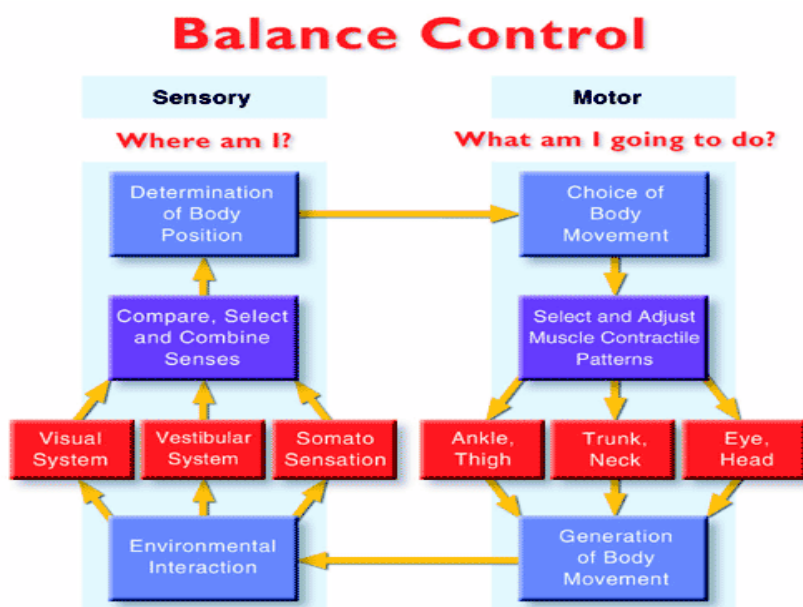 Balance Control
Sensory
Motor
Where am I?
What am I going to do?
Determination
of Body
Position
Choice of
Body
Movement
Compare, Select
and Combine
Senses
Select and Adjust
Muscle Contractile
Patterns
Visual
System
Vestibular
System
Somato
Sensation
Ankle,
Thigh
Trunk,
Neck
Eye,
Head
Environmental
Interaction
Generation
of Body
Movement